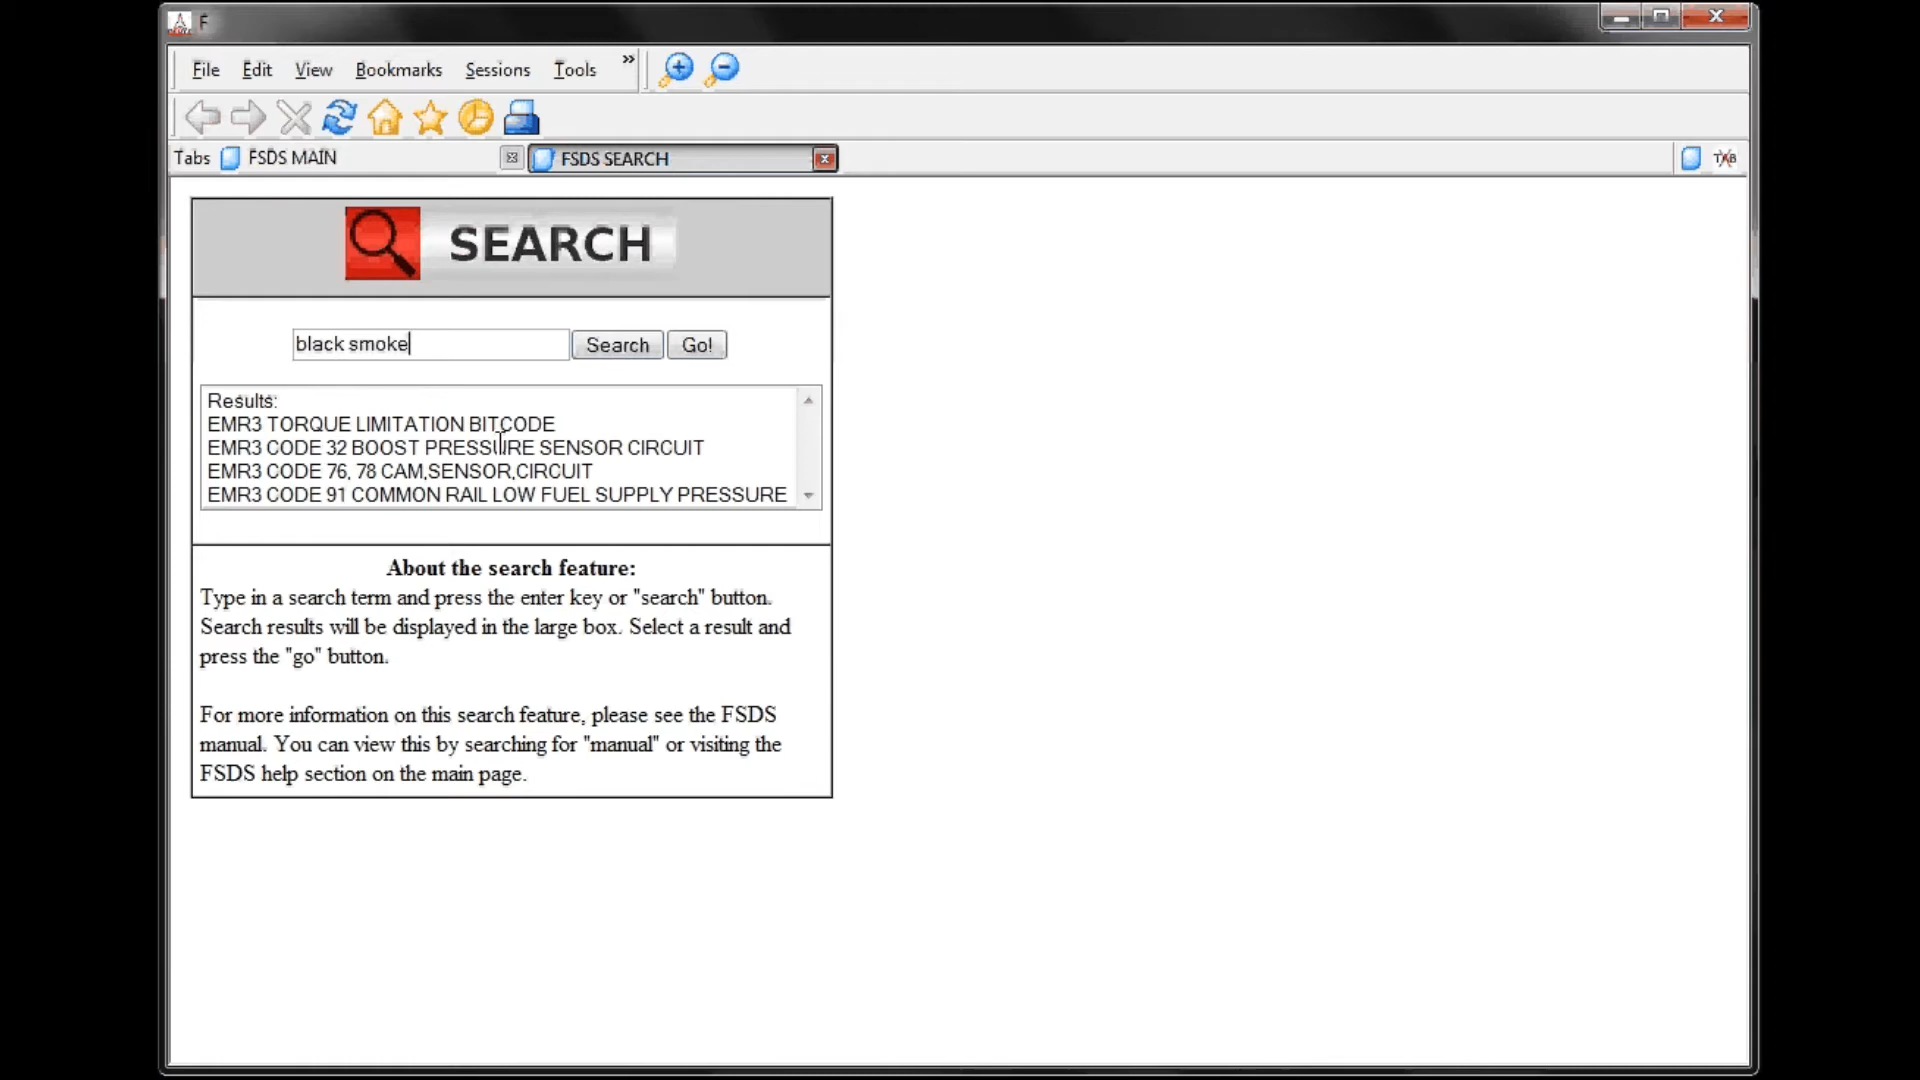 F
File Edit View Bookmarks Sessions Tools »
Tabs FSDS MAIN FSDS SEARCH TAB
SEARCH
black smoke Search Go!
Results:
EMR3 TORQUE LIMITATION BITCODE
EMR3 CODE 32 BOOST PRESSURE SENSOR CIRCUIT
EMR3 CODE 76, 78 CAM,SENSOR,CIRCUIT
EMR3 CODE 91 COMMON RAIL LOW FUEL SUPPLY PRESSURE
About the search feature:
Type in a search term and press the enter key or "search" button.
Search results will be displayed in the large box. Select a result and
press the "go" button.
For more information on this search feature, please see the FSDS
manual. You can view this by searching for "manual" or visiting the
FSDS help section on the main page.